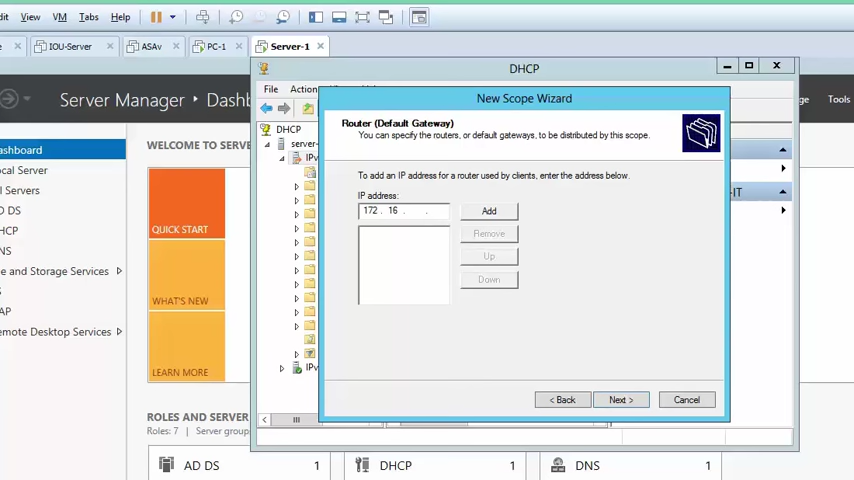 dit View VM Tabs Help
e IOU-Server ASAv PC-1 Server-1
Server Manager Dashb
ge Tools
DHCP
File Action
New Scope Wizard
Router (Default Gateway)
You can specify the routers, or default gateways, to be distributed by this scope.
To add an IP address for a router used by clients, enter the address below.
IP address:
172 . 16 . .
Add
Remove
Up
Down
< Back Next > Cancel
DHCP
server-
IPv
IPv
-IT
ashboard
ocal Server
l Servers
D DS
HCP
NS
e and Storage Services
S
AP
emote Desktop Services
WELCOME TO SERVE
QUICK START
WHAT'S NEW
LEARN MORE
ROLES AND SERVER
Roles: 7 Server group
AD DS 1
DHCP 1
DNS 1